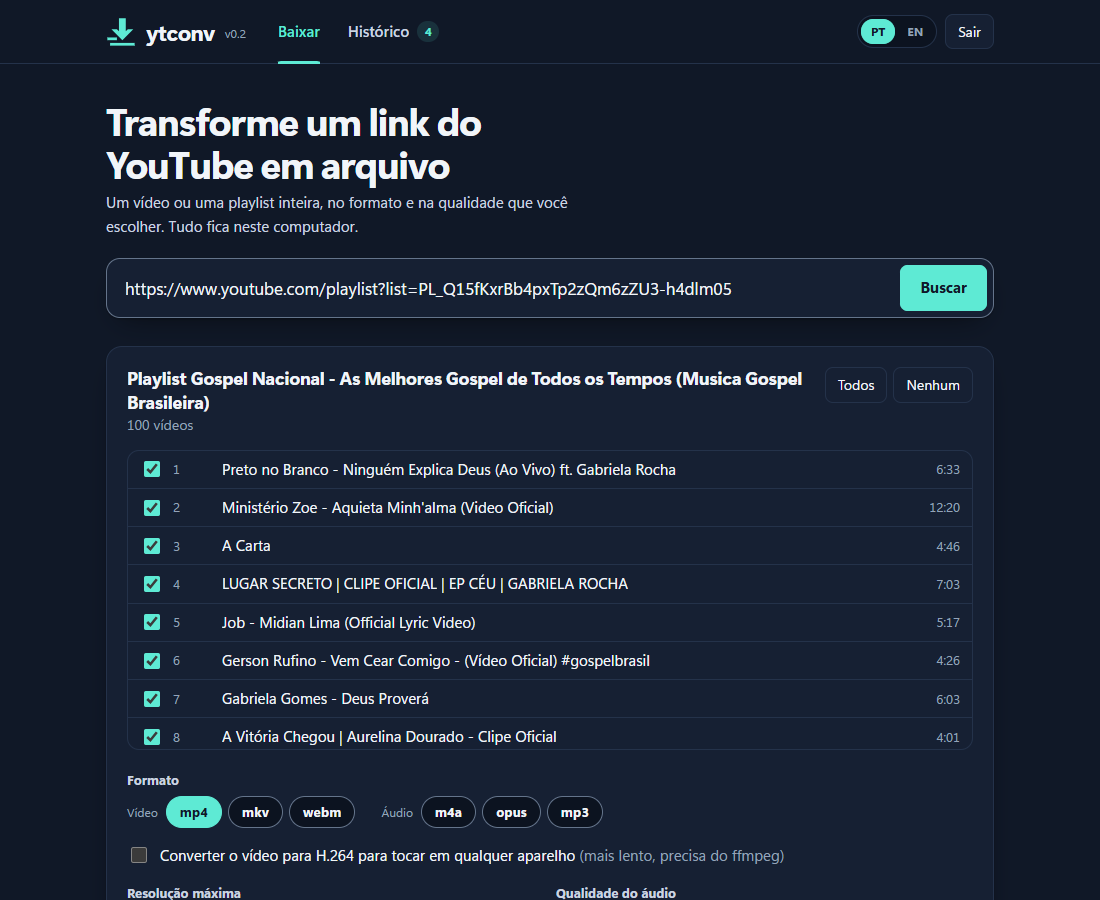 ytconv v0.2 Baixar Histórico 4 PT EN Sair
Transforme um link do
YouTube em arquivo
Um vídeo ou uma playlist inteira, no formato e na qualidade que você
escolher. Tudo fica neste computador.
https://www.youtube.com/playlist?list=PL_Q15fKxrBb4pxTp2zQm6zZU3-h4dlm05 Buscar
Playlist Gospel Nacional - As Melhores Gospel de Todos os Tempos (Musica Gospel
Brasileira)
Todos Nenhum
100 vídeos
1 Preto no Branco - Ninguém Explica Deus (Ao Vivo) ft. Gabriela Rocha 6:33
2 Ministério Zoe - Aquieta Minh'alma (Video Oficial) 12:20
3 A Carta 4:46
4 LUGAR SECRETO | CLIPE OFICIAL | EP CÉU | GABRIELA ROCHA 7:03
5 Job - Midian Lima (Official Lyric Video) 5:17
6 Gerson Rufino - Vem Cear Comigo - (Vídeo Oficial) #gospelbrasil 4:26
7 Gabriela Gomes - Deus Proverá 6:03
8 A Vitória Chegou | Aurelina Dourado - Clipe Oficial 4:01
Formato
Vídeo mp4 mkv webm Áudio m4a opus mp3
Converter o vídeo para H.264 para tocar em qualquer aparelho (mais lento, precisa do ffmpeg)
Resolução máxima Qualidade do áudio